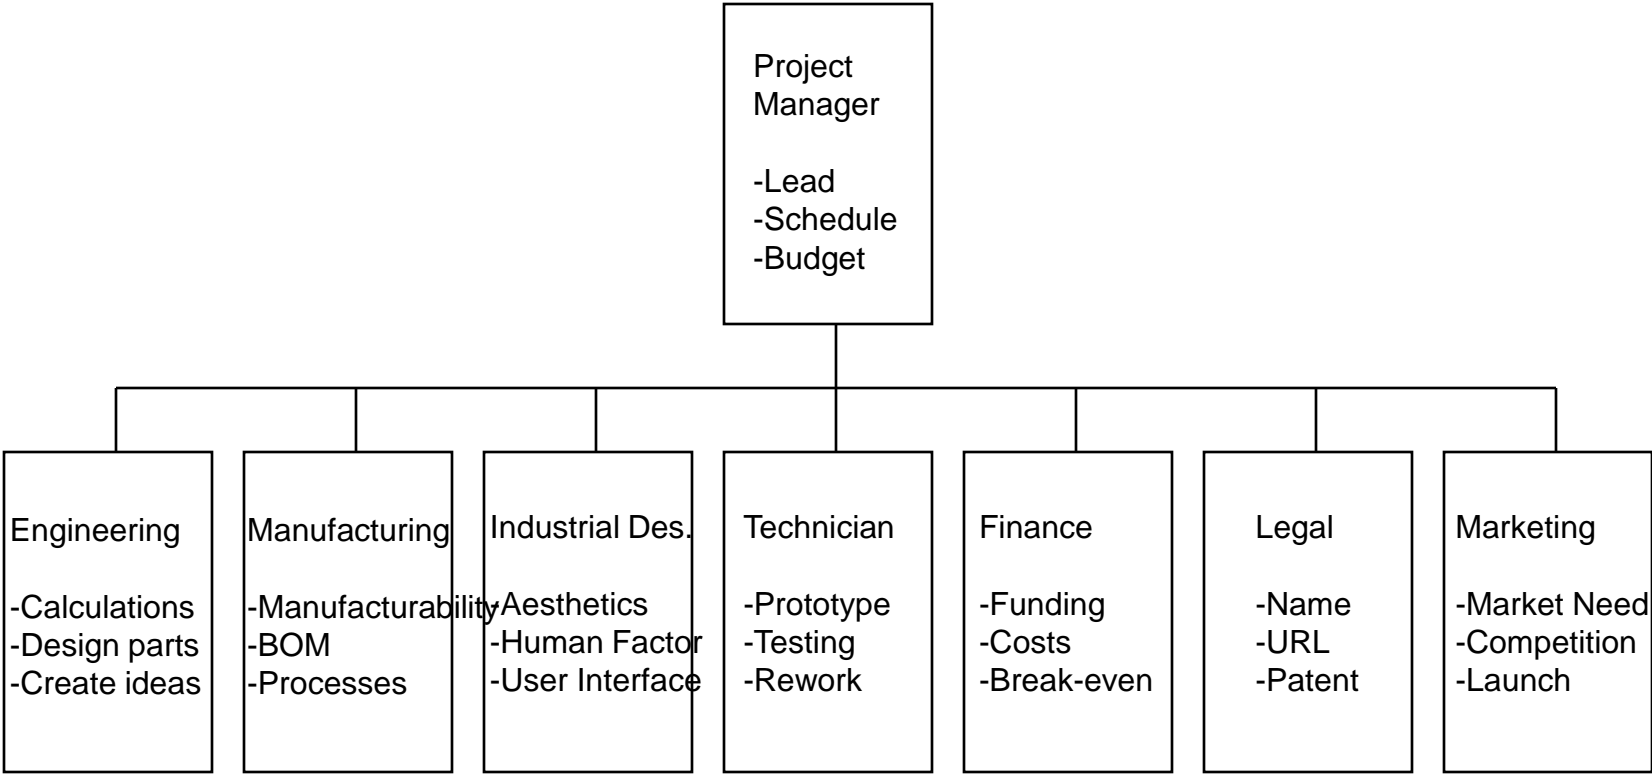 Project
Manager
-Lead
-Schedule
-Budget
Engineering
-Calculations
-Design parts
-Create ideas
Manufacturing
-Manufacturability
-BOM
-Processes
Industrial Des.
-Aesthetics
-Human Factor
-User Interface
Technician
-Prototype
-Testing
-Rework
Finance
-Funding
-Costs
-Break-even
Legal
-Name
-URL
-Patent
Marketing
-Market Need
-Competition
-Launch